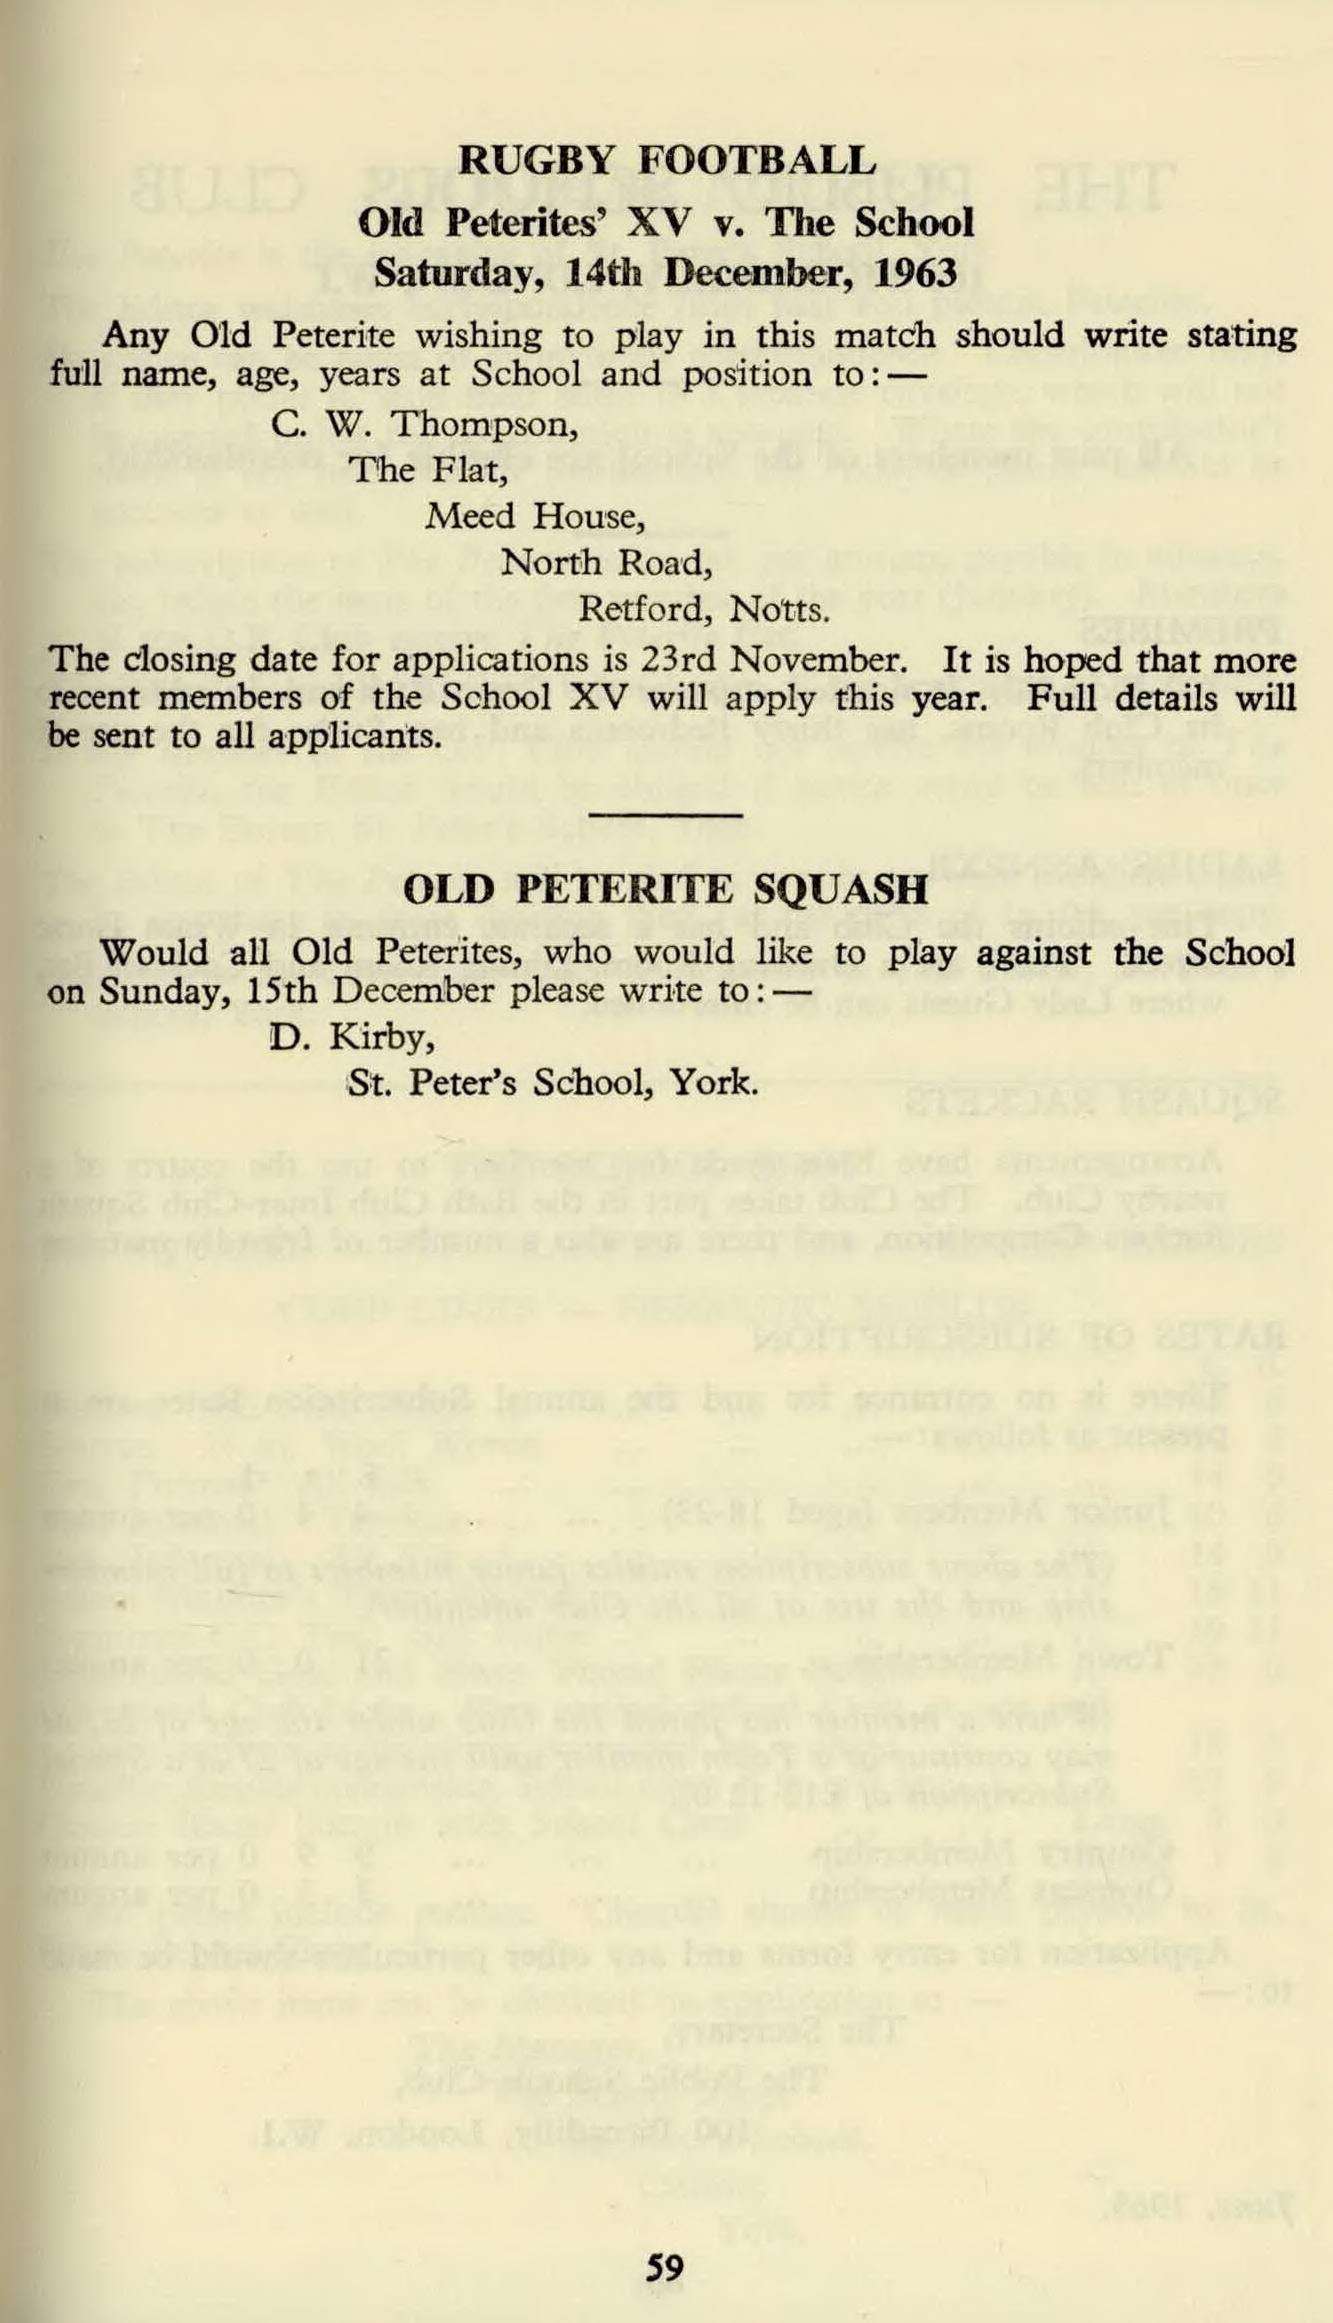 RUGBY FOOTBALL
Old Peterites' XV v. The School
Saturday, 14th December, 1963
Any Old Peterite wishing to play in this match should write stating
full name, age, years at School and position to:—
C. W. Thompson,
The Flat,
Meed House,
North Road,
Retford, Notts.
The closing date for applications is 23rd November. It is hoped that more
recent members of the School XV will apply this year. Full details will
be sent to all applicants.
OLD PETERITE SQUASH
Would all Old Peterites, who would like to play against the School
on Sunday, 15th December please write to:—
D. Kirby,
St. Peter's School, York.
59